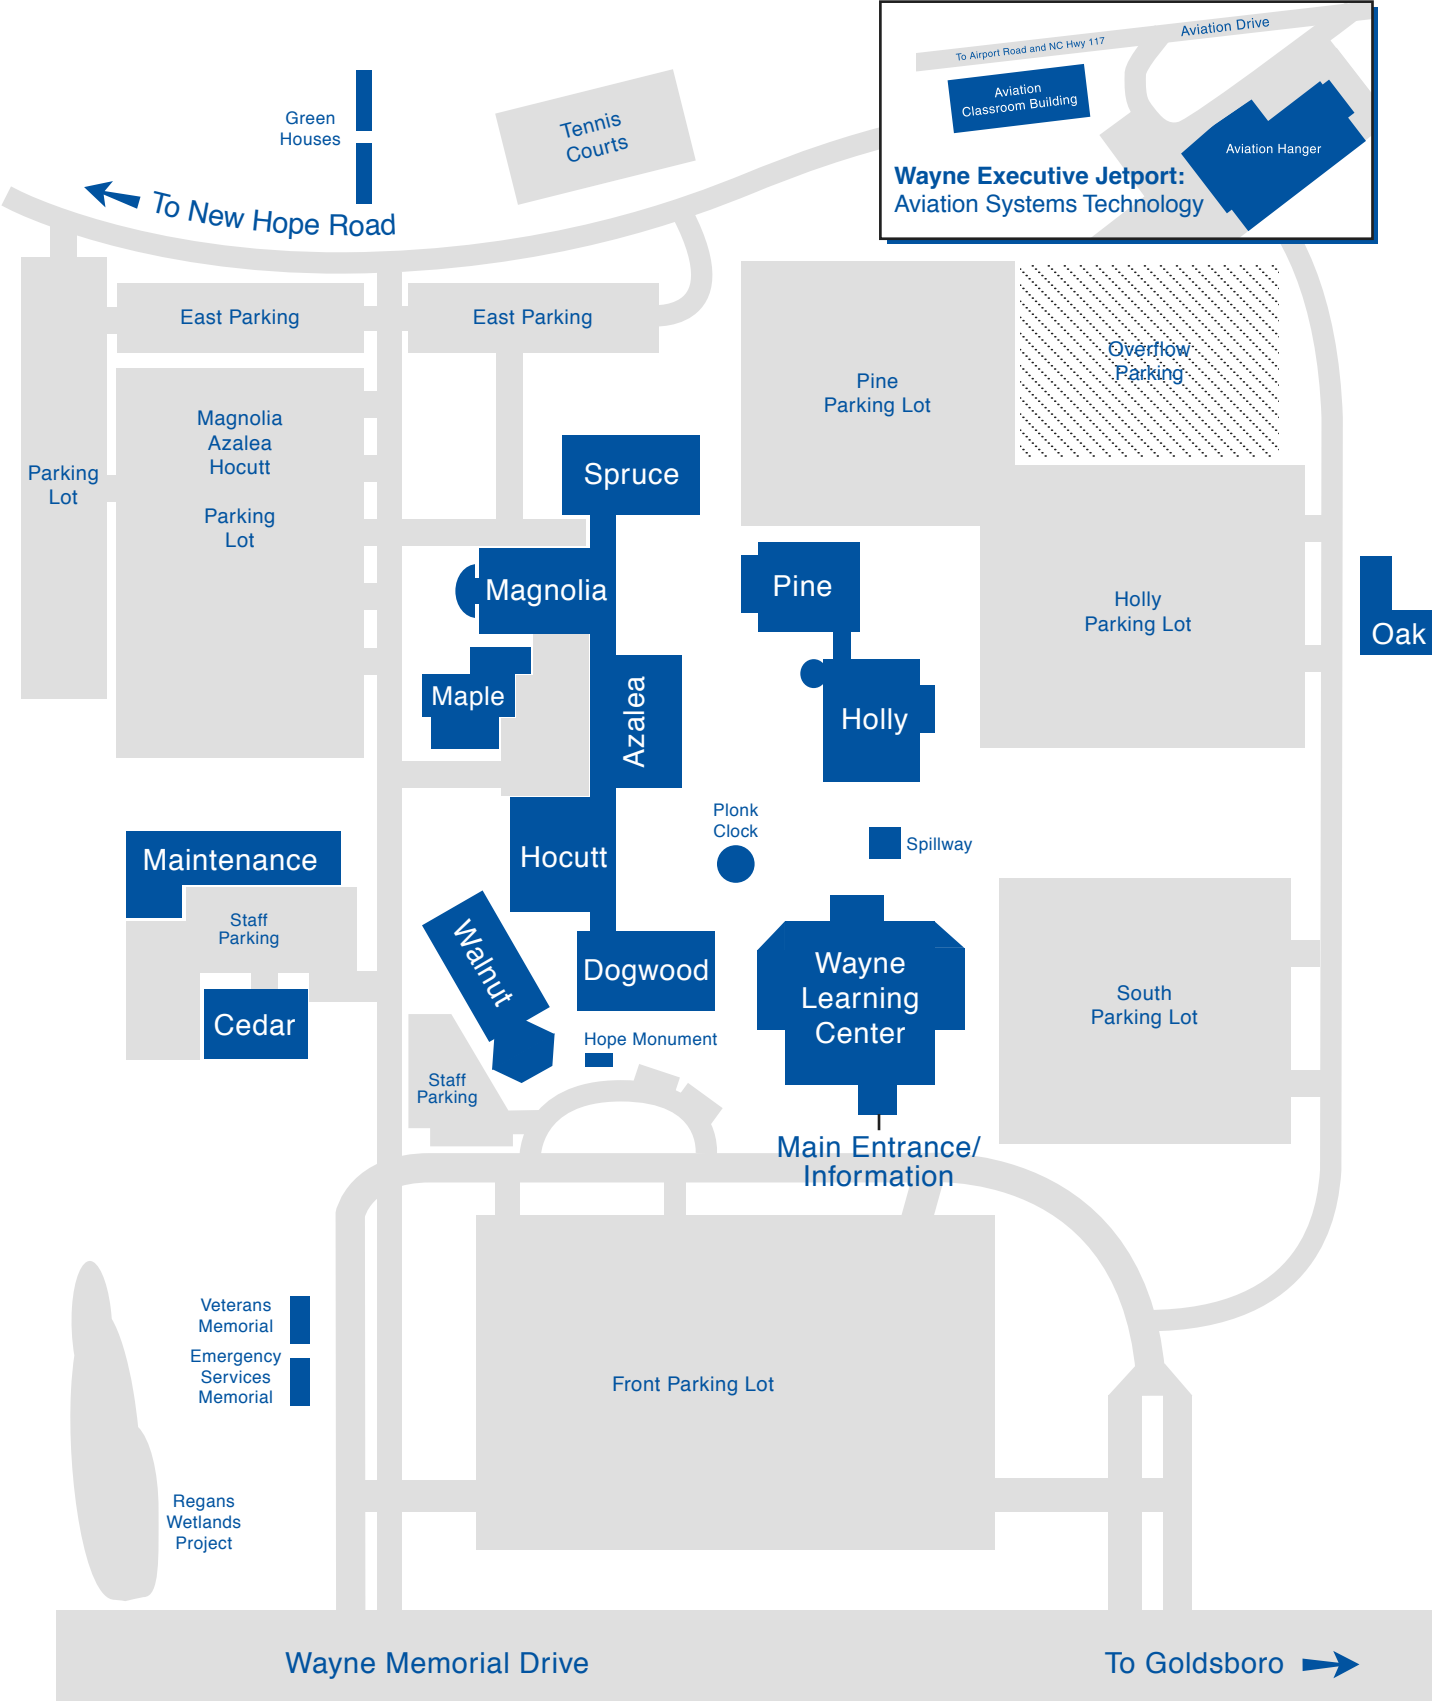 Aviation Drive
To Airport Road and NC Hwy 117
Aviation
Classroom Building
Aviation Hanger
Wayne Executive Jetport:
Aviation Systems Technology
Green
Houses
Tennis
Courts
To New Hope Road
East Parking
East Parking
Overflow
Parking
Pine
Parking Lot
Magnolia
Azalea
Hocutt
Parking
Lot
Parking
Lot
Spruce
Magnolia
Pine
Holly
Parking Lot
Oak
Maple
Azalea
Holly
Plonk
Clock
Spillway
Maintenance
Hocutt
Staff
Parking
Walnut
Dogwood
Wayne
Learning
Center
South
Parking Lot
Cedar
Hope Monument
Staff
Parking
Main Entrance/
Information
Veterans
Memorial
Emergency
Services
Memorial
Front Parking Lot
Regans
Wetlands
Project
Wayne Memorial Drive
To Goldsboro